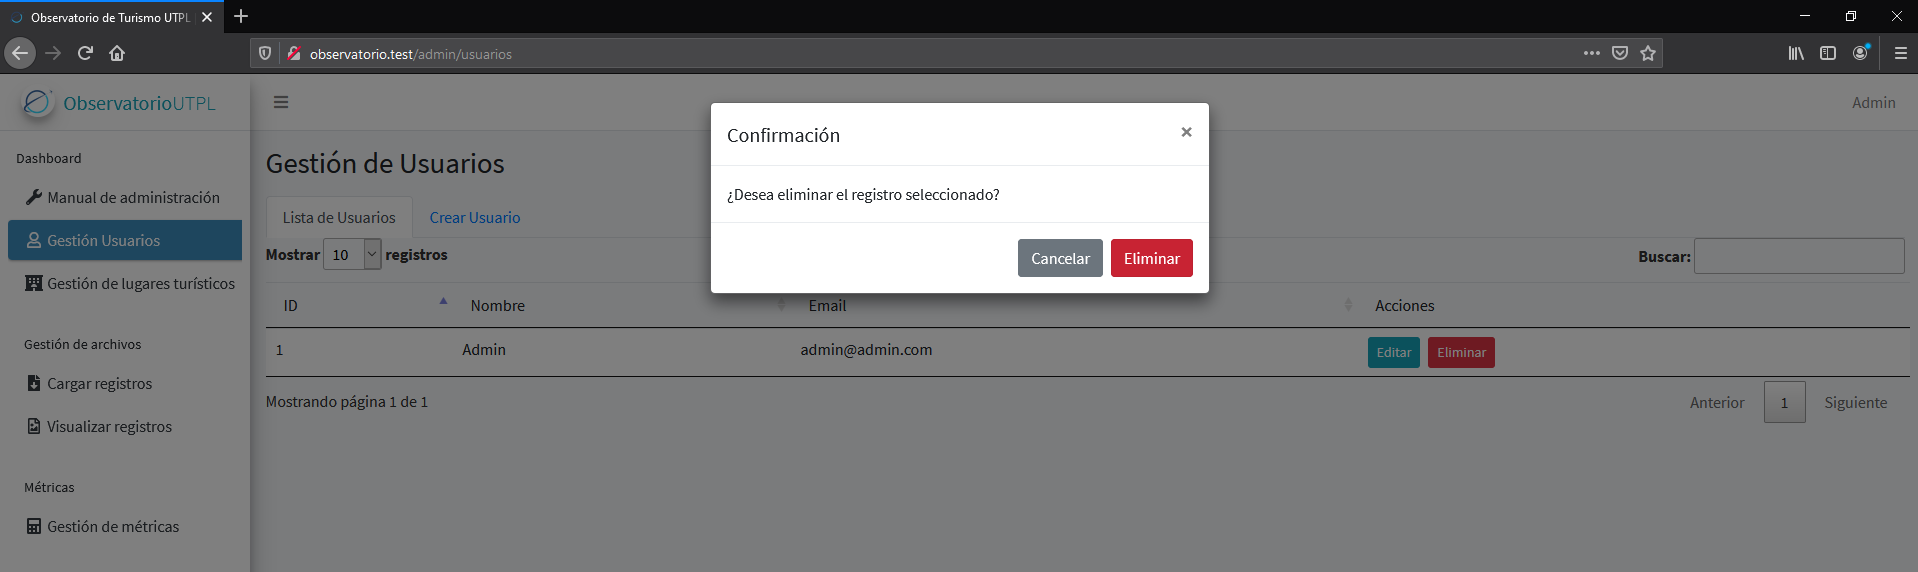 Observatorio de Turismo UTPL
observatorio.test/admin/usuarios
ObservatorioUTPL
Admin
Dashboard
Manual de administración
Gestión Usuarios
Gestión de lugares turísticos
Gestión de archivos
Cargar registros
Visualizar registros
Métricas
Gestión de métricas
Gestión de Usuarios
Lista de Usuarios Crear Usuario
Mostrar 10 registros
Buscar:
ID Nombre Email Acciones
1 Admin admin@admin.com Editar Eliminar
Mostrando página 1 de 1
Anterior 1 Siguiente
Confirmación ×
¿Desea eliminar el registro seleccionado?
Cancelar Eliminar